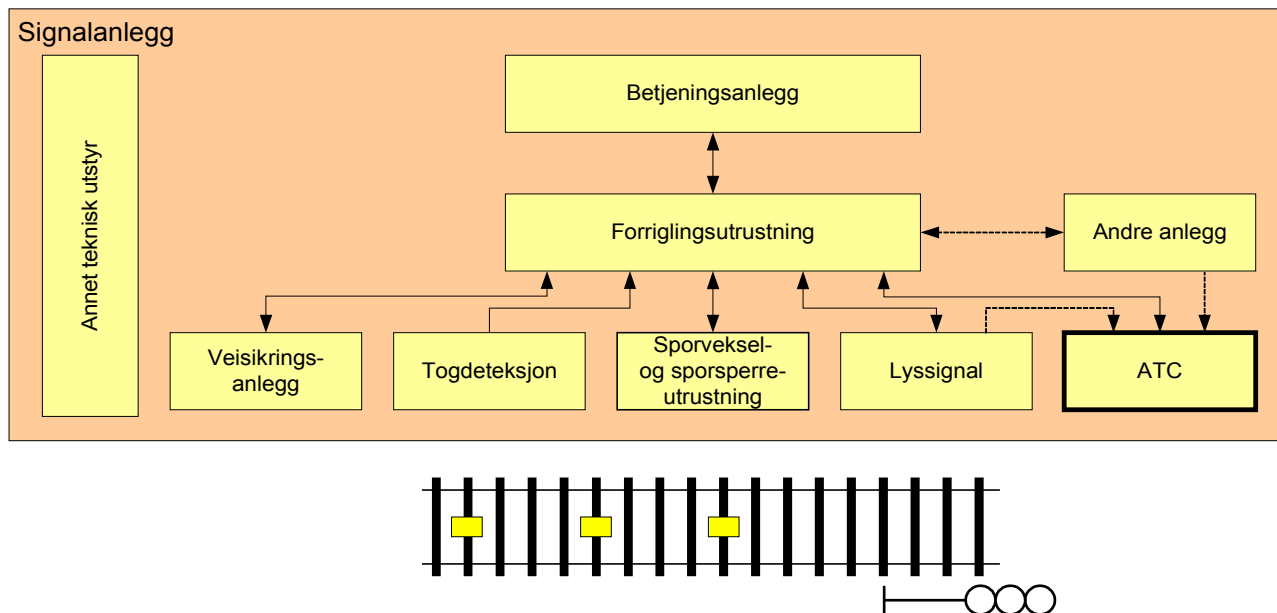 Signalanlegg
Annet teknisk utstyr
Betjeningsanlegg
Forriglingsutrustning
Andre anlegg
Veisikrings-
anlegg
Togdeteksjon
Sporveksel-
og sporsperre-
utrustning
Lyssignal
ATC